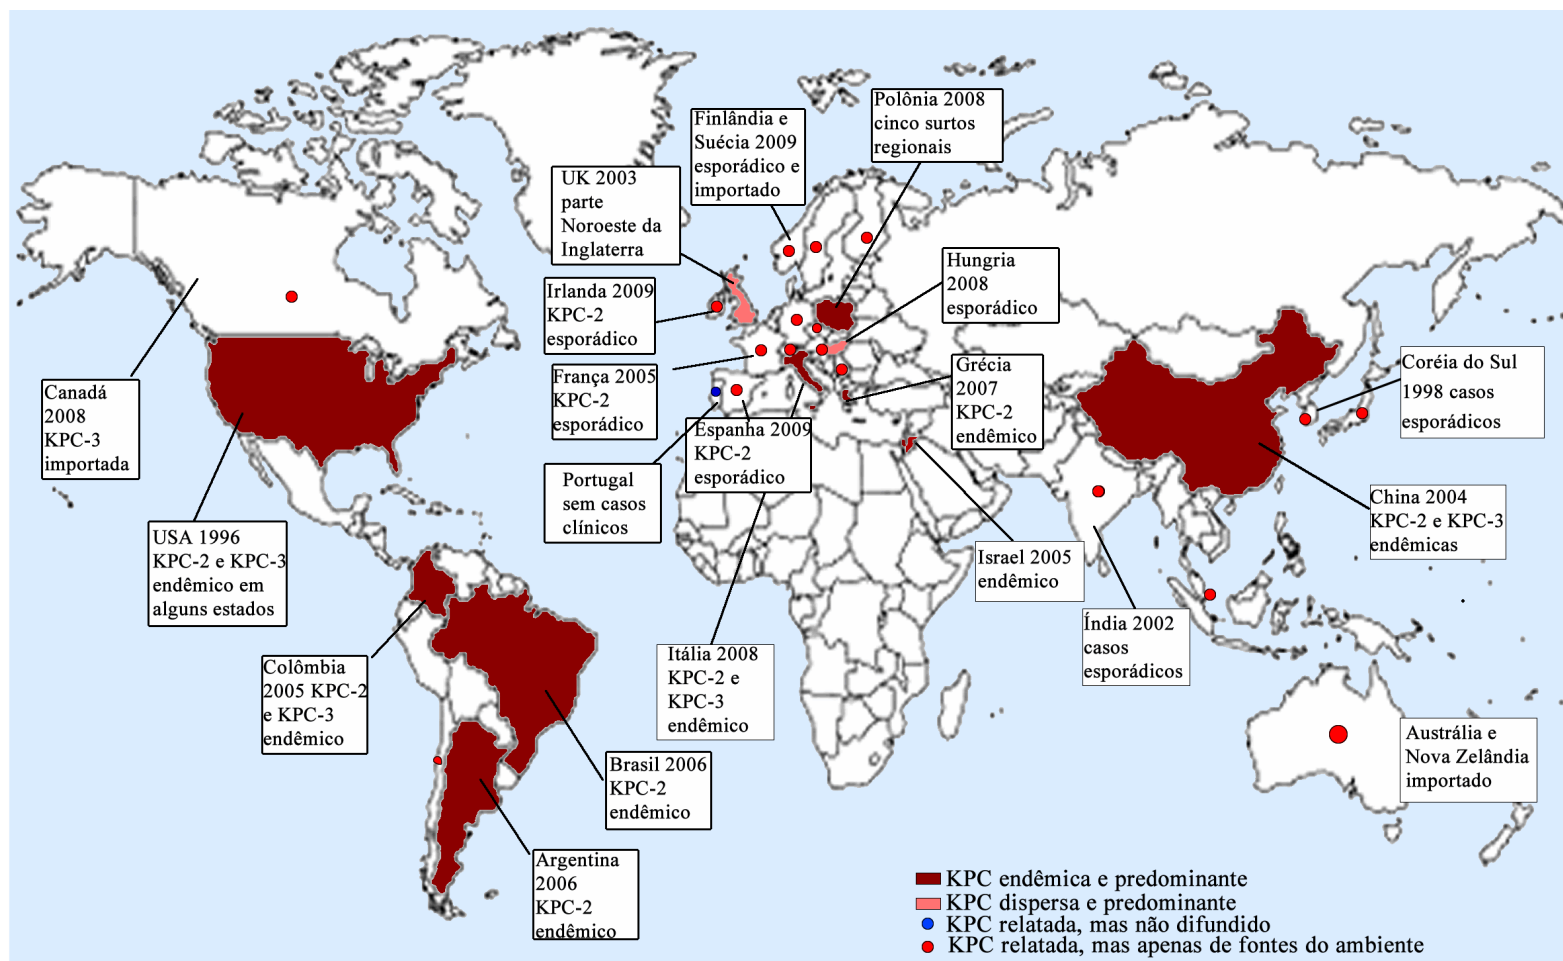 Polônia 2008
cinco surtos
regionais
Finlândia e
Suécia 2009
esporádico e
importado
UK 2003
parte
Noroeste da
Inglaterra
Hungria
2008
esporádico
Irlanda 2009
KPC-2
esporádico
Coréia do Sul
1998 casos
esporádicos
Grécia
2007
KPC-2
endêmico
França 2005
KPC-2
esporádico
Canadá
2008
KPC-3
importada
Espanha 2009
KPC-2
esporádico
Portugal
sem casos
clínicos
China 2004
KPC-2 e KPC-3
endêmicas
USA 1996
KPC-2 e KPC-3
endêmico em
alguns estados
Israel 2005
endêmico
Índia 2002
casos
esporádicos
Itália 2008
KPC-2 e
KPC-3
endêmico
Colômbia
2005 KPC-2
e KPC-3
endêmico
Austrália e
Nova Zelândia
importado
Brasil 2006
KPC-2
endêmico
Argentina
2006
KPC-2
endêmico
KPC endêmica e predominante
KPC dispersa e predominante
KPC relatada, mas não difundido
KPC relatada, mas apenas de fontes do ambiente